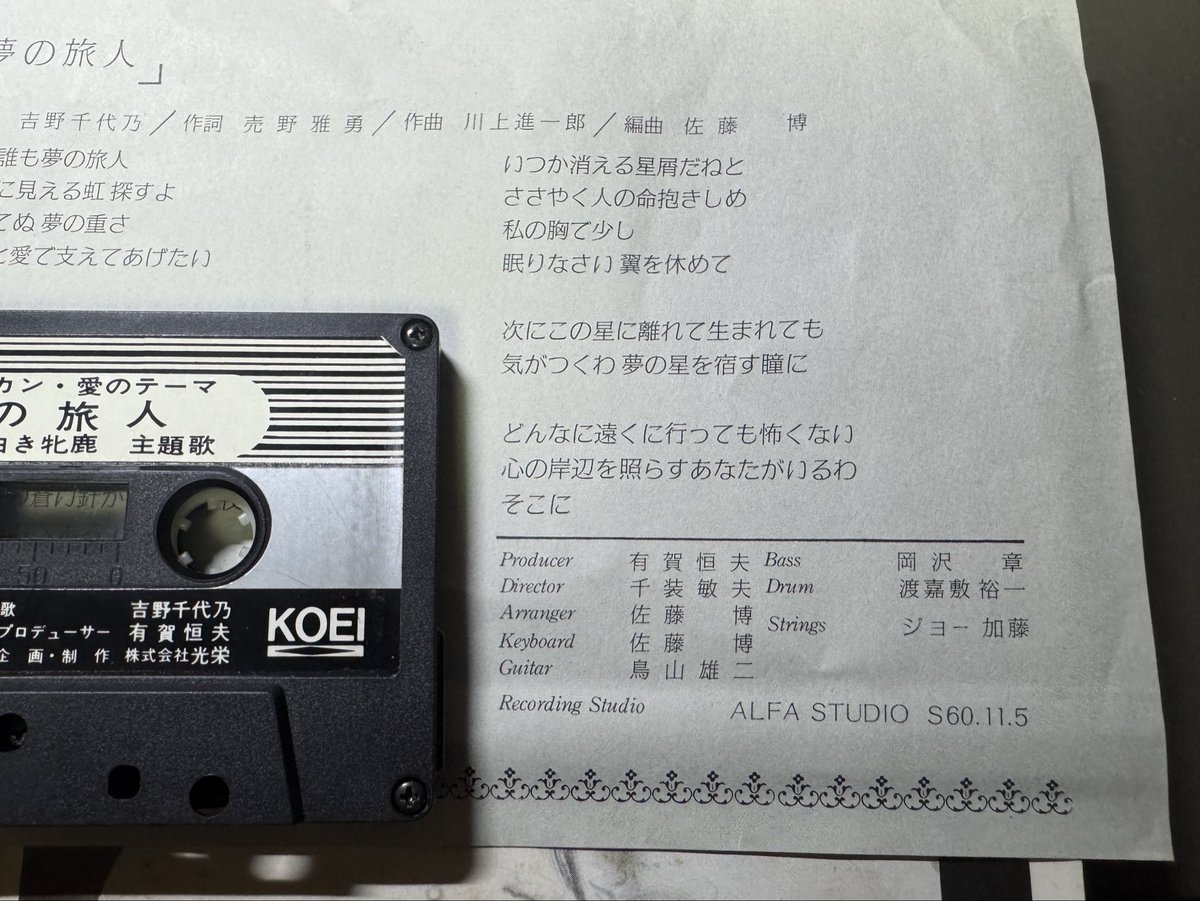 夢の旅人」
吉野千代乃／作詞 売野雅勇／作曲 川上進一郎／編曲 佐藤 博
誰も夢の旅人
に見える虹 探すよ
てぬ 夢の重さ
と愛で支えてあげたい
いつか消える星屑だねと
ささやく人の命抱きしめ
私の胸で少し
眠りなさい 翼を休めて
次にこの星に離れて生まれても
気がつくわ 夢の星を宿す瞳に
どんなに遠くに行っても怖くない
心の岸辺を照らすあなたがいるわ
そこに
Producer 有賀恒夫 Bass 岡沢 章
Director 千装敏夫 Drum 渡嘉敷裕一
Arranger 佐藤 博
Keyboard 佐藤 博 Strings ジョー加藤
Guitar 鳥山雄二
Recording Studio ALFA STUDIO S60.11.5
カン・愛のテーマ
の旅人
白き牝鹿 主題歌
50 0
歌 吉野千代乃
プロデューサー 有賀恒夫
企画・制作 株式会社光栄
KOEI